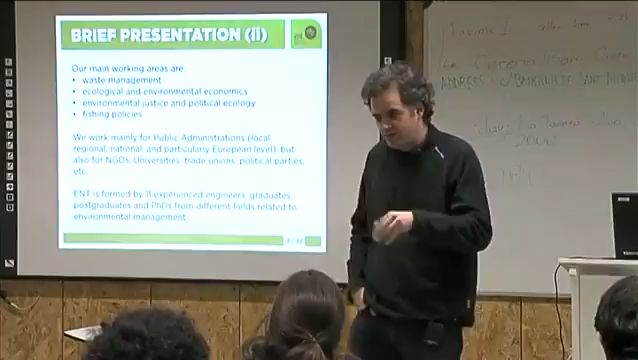 BRIEF PRESENTATION (II)
Our main working areas are:
• waste management
• ecological and environmental economics
• environmental justice and political ecology
• fishing policies
We work mainly for Public Administrations (local,
regional, national, and particularly European level), but
also for NGOs, Universities, trade unions, political parties,
etc.
ENT is formed by 11 experienced engineers, graduates,
postgraduates and PhDs from different fields related to
environmental management.
ADDRESS